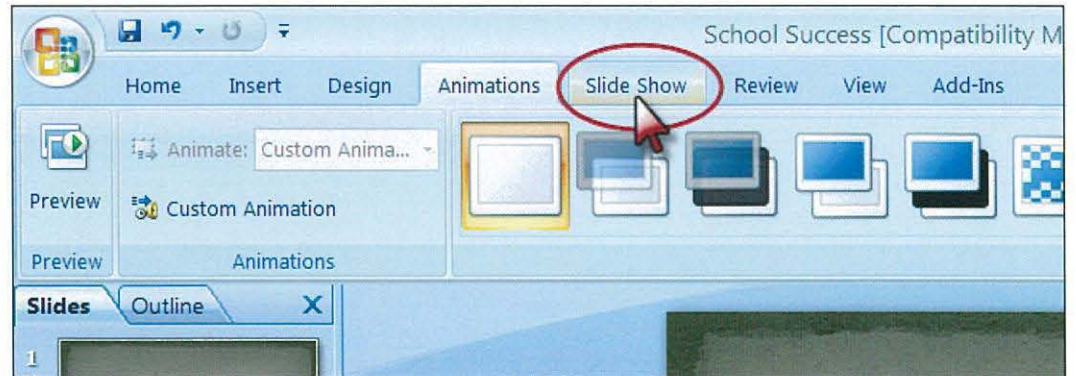 School Success [Compatibility M
Home Insert Design Animations Slide Show Review View Add-Ins
Animate: Custom Anima...
Preview Custom Animation
Preview Animations
Slides Outline X
1